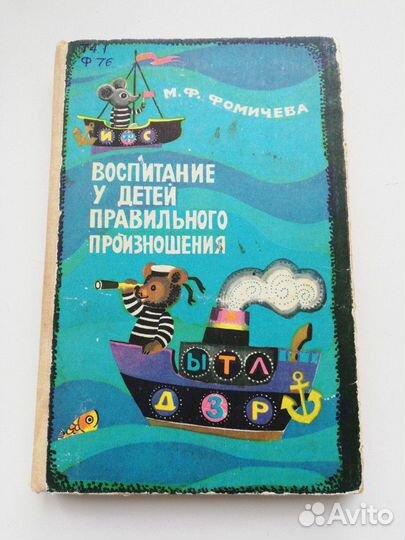 Ф 76
М. Ф. ФОМИЧЕВА
И Ф С
ВОСПИТАНИЕ
У ДЕТЕЙ
ПРАВИЛЬНОГО
ПРОИЗНОШЕНИЯ
Ы Т Л
Д З Р
Avito